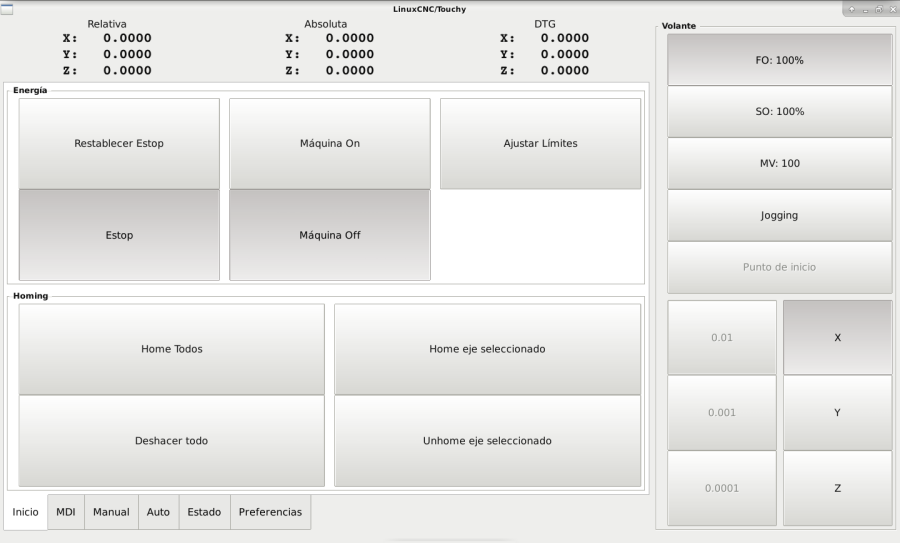 LinuxCNC/Touchy
Relativa
X: 0.0000
Y: 0.0000
Z: 0.0000
Absoluta
X: 0.0000
Y: 0.0000
Z: 0.0000
DTG
X: 0.0000
Y: 0.0000
Z: 0.0000
Energía
Restablecer Estop
Máquina On
Ajustar Límites
Estop
Máquina Off
Homing
Home Todos
Home eje seleccionado
Deshacer todo
Unhome eje seleccionado
Inicio
MDI
Manual
Auto
Estado
Preferencias
Volante
FO: 100%
SO: 100%
MV: 100
Jogging
Punto de inicio
0.01
X
0.001
Y
0.0001
Z